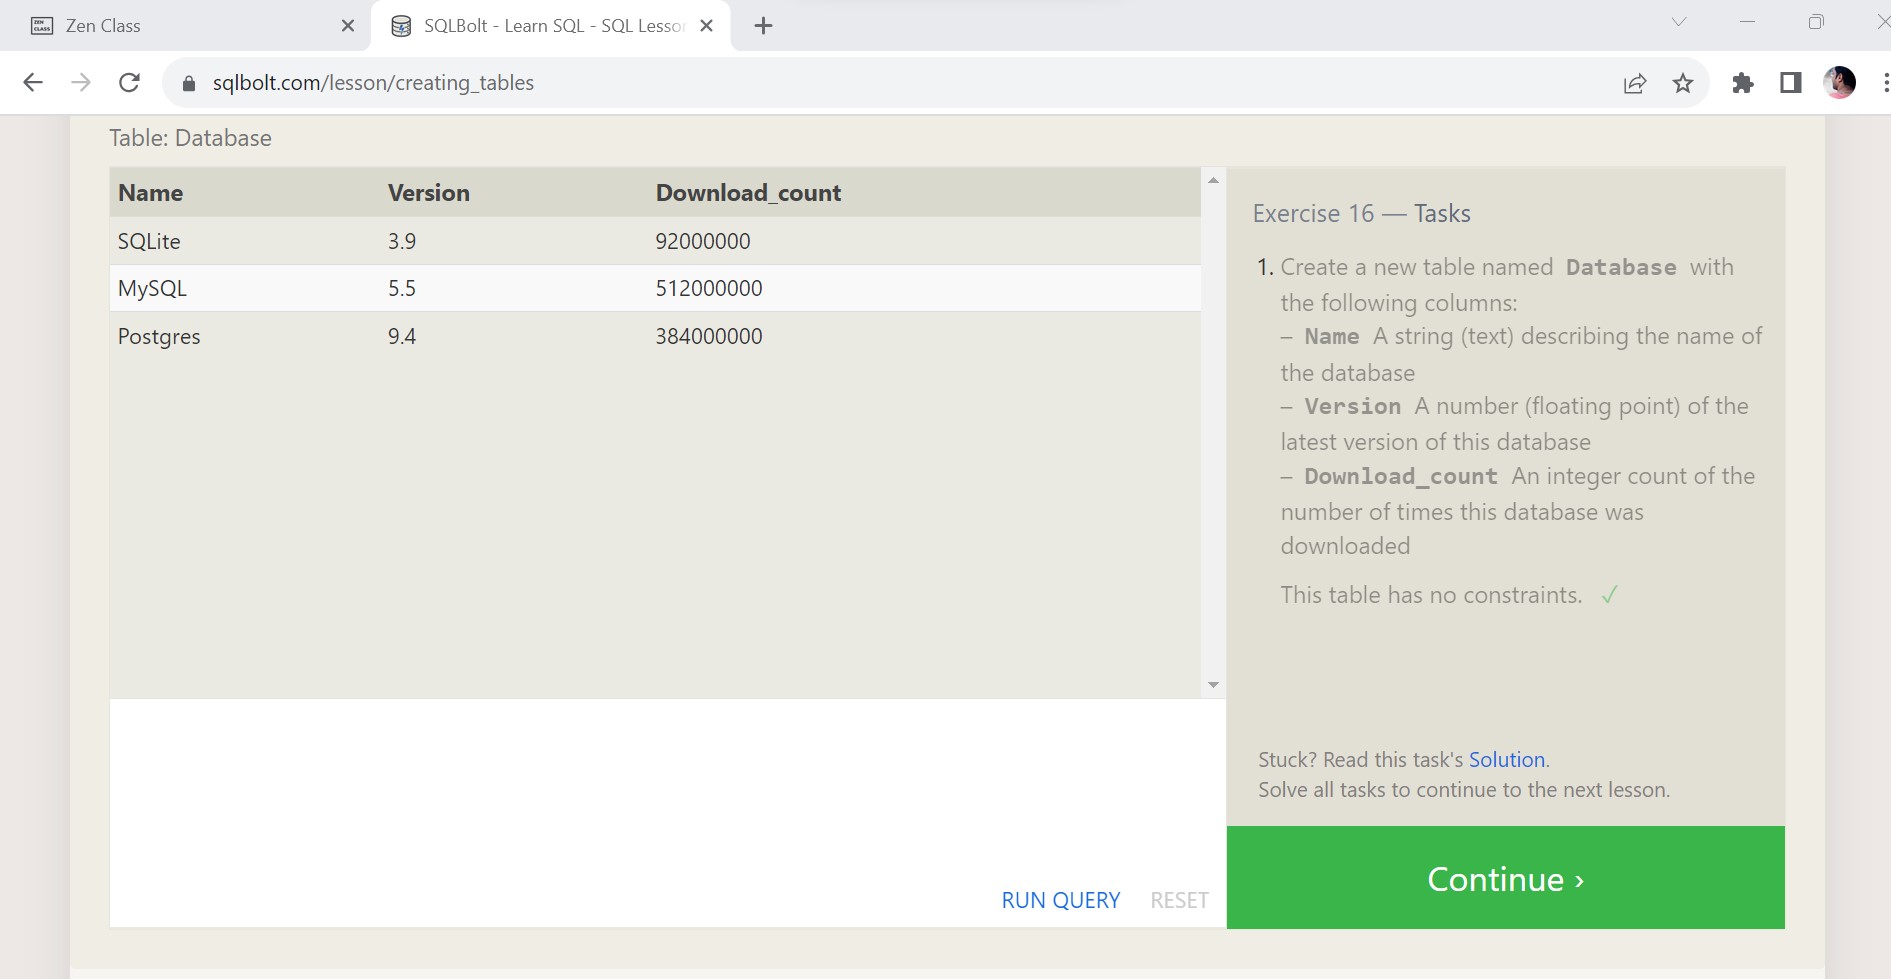 Zen Class
SQLBolt - Learn SQL - SQL Lesson
sqlbolt.com/lesson/creating_tables
Table: Database
Name Version Download_count
SQLite 3.9 92000000
MySQL 5.5 512000000
Postgres 9.4 384000000
RUN QUERY RESET
Exercise 16 — Tasks
1. Create a new table named Database with
the following columns:
– Name A string (text) describing the name of
the database
– Version A number (floating point) of the
latest version of this database
– Download_count An integer count of the
number of times this database was
downloaded
This table has no constraints. ✓
Stuck? Read this task's Solution.
Solve all tasks to continue to the next lesson.
Continue ›